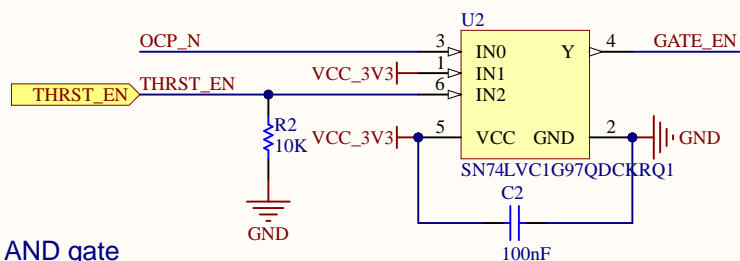 U2
OCP_N
3
IN0
Y
4
GATE_EN
VCC_3V3
1
IN1
THRST_EN
THRST_EN
6
IN2
R2
10K
VCC_3V3
5
VCC
GND
2
GND
SN74LVC1G97QDCKRQ1
C2
GND
AND gate
100nF